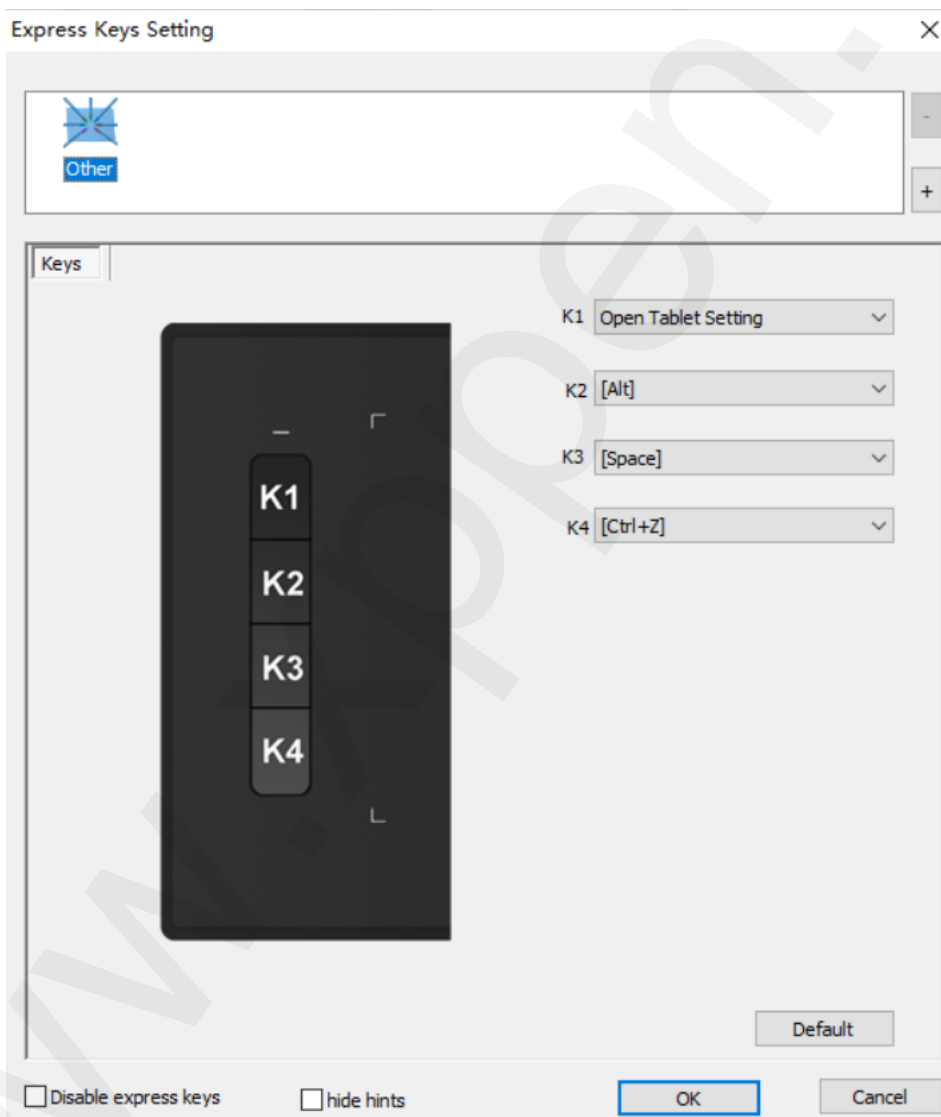 Express Keys Setting
-
Other
+
Keys
K1 Open Tablet Setting
K2 [Alt]
K3 [Space]
K4 [Ctrl+Z]
K1
K2
K3
K4
Default
Disable express keys
hide hints
OK
Cancel
w.xppen.